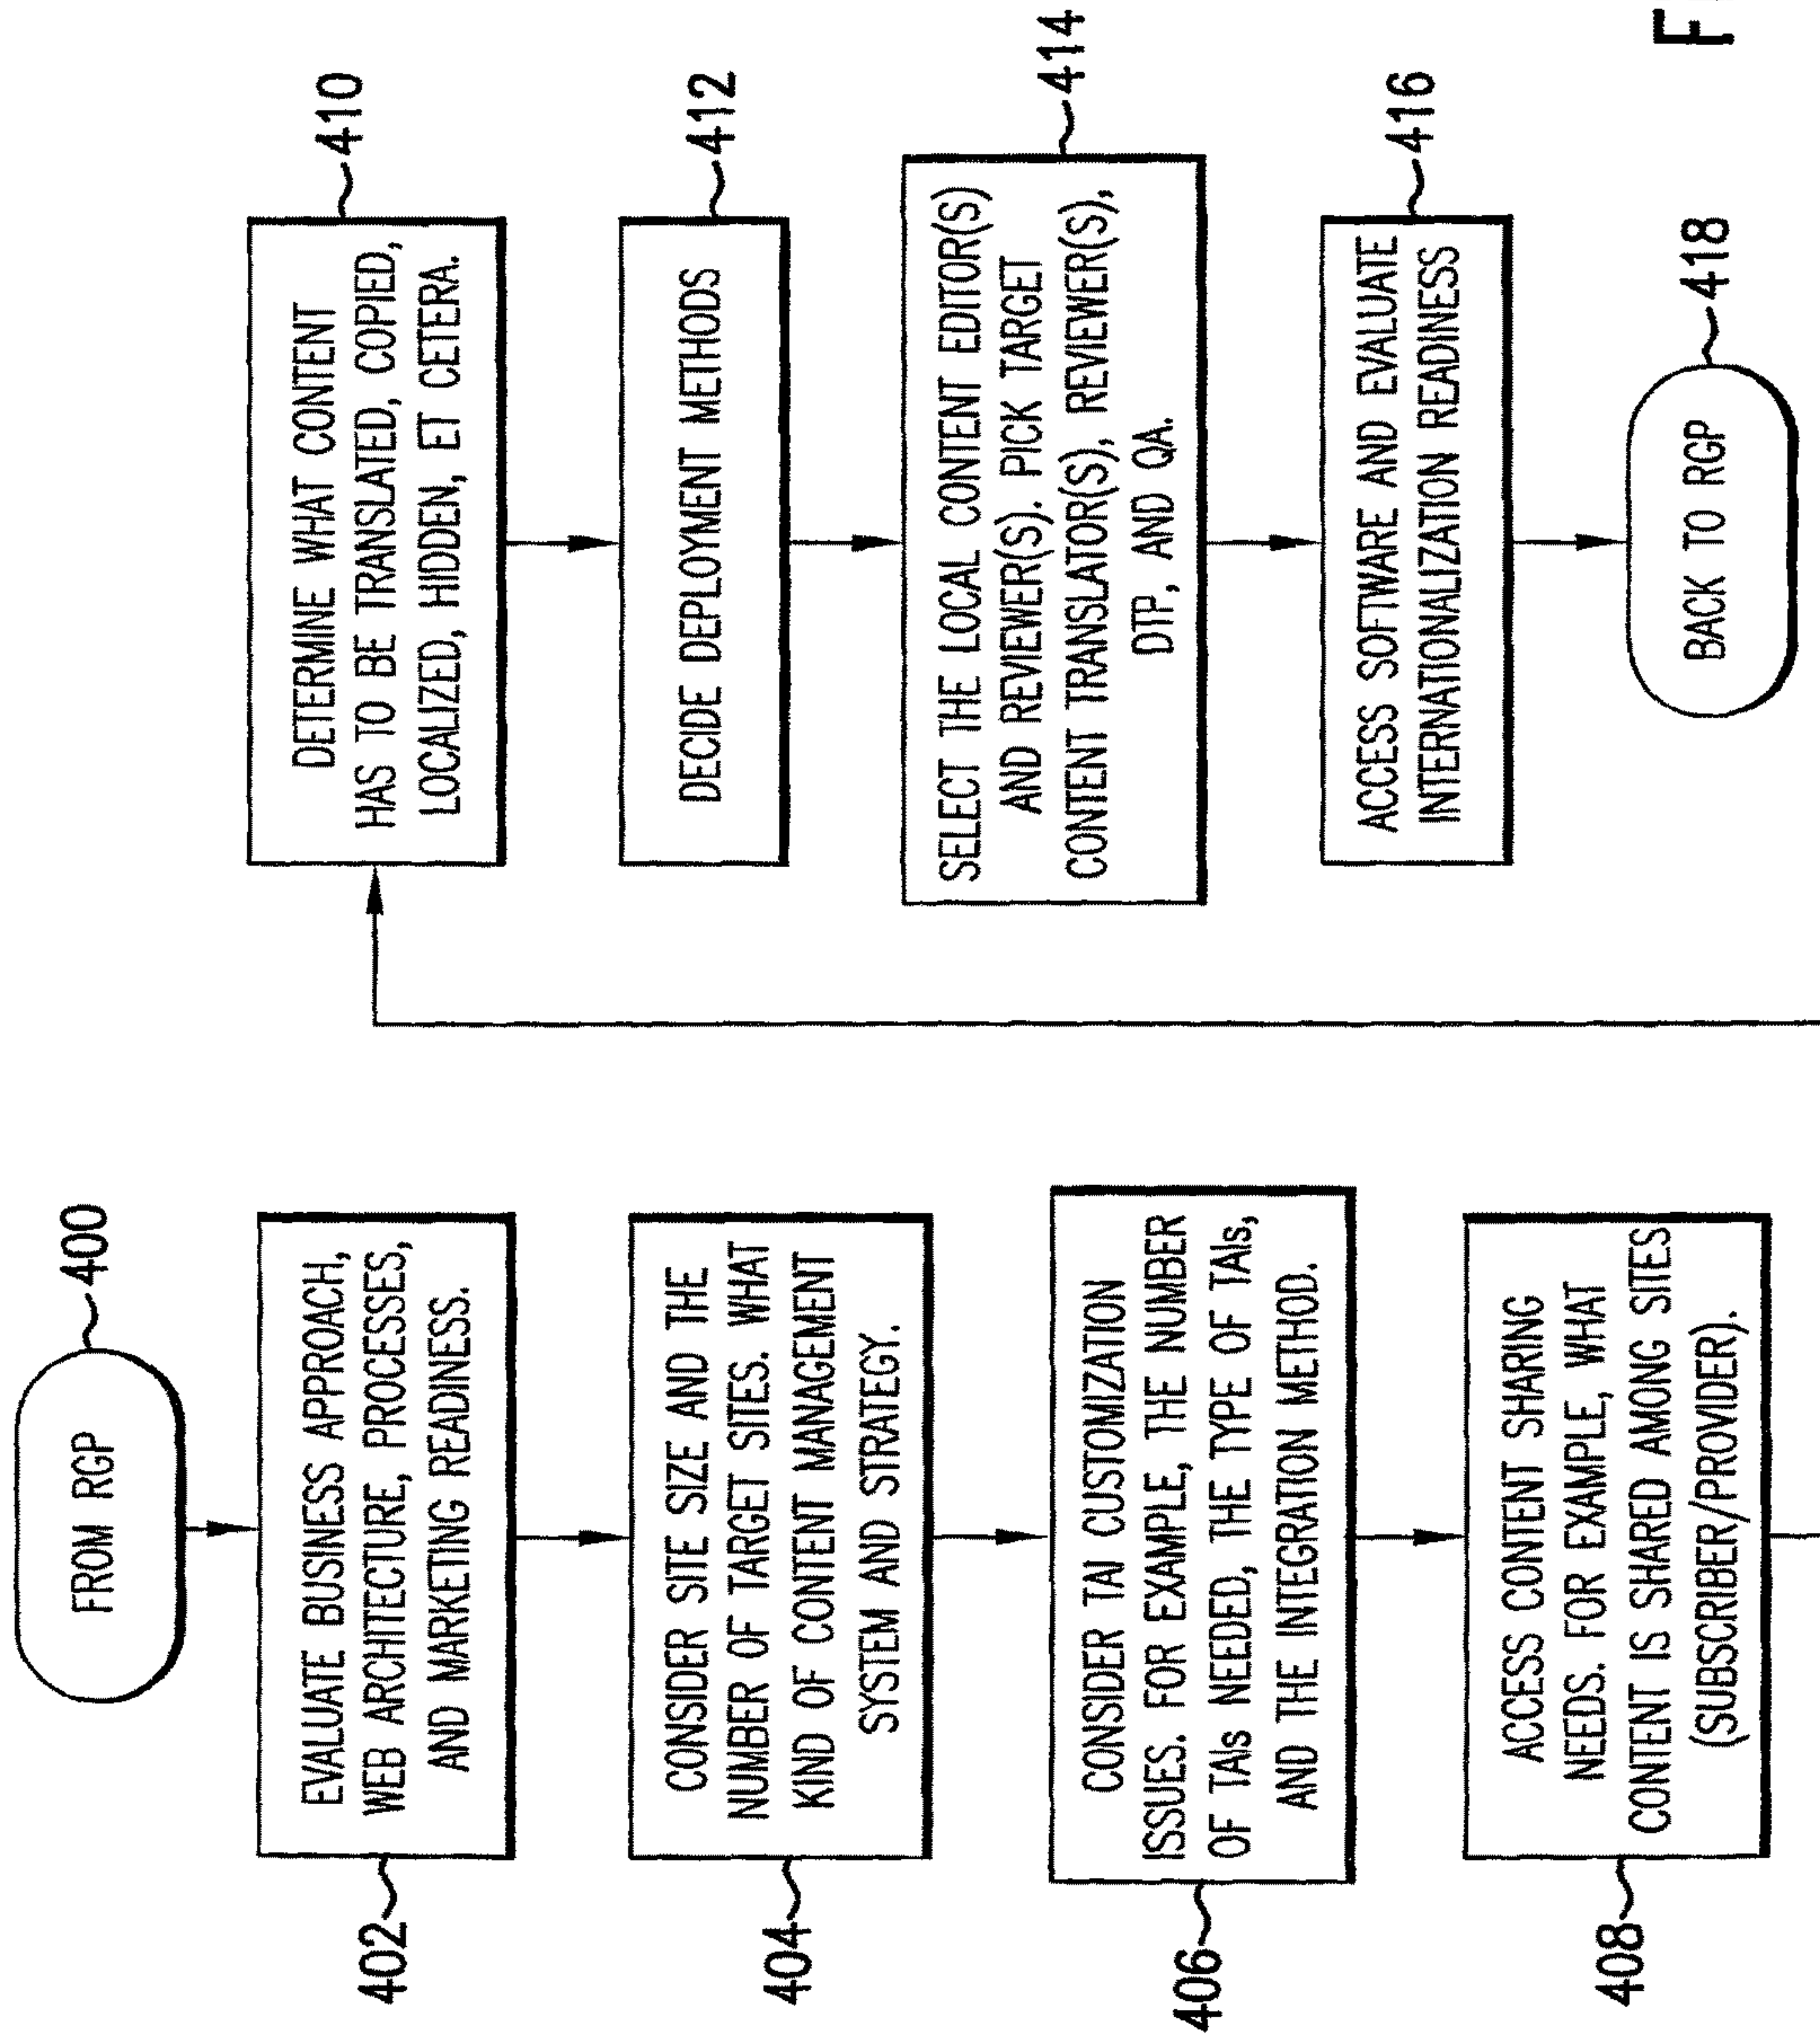 FROM RGP
400
EVALUATE BUSINESS APPROACH,
WEB ARCHITECTURE, PROCESSES,
AND MARKETING READINESS.
402
CONSIDER SITE SIZE AND THE
NUMBER OF TARGET SITES. WHAT
KIND OF CONTENT MANAGEMENT
SYSTEM AND STRATEGY.
404
CONSIDER TAI CUSTOMIZATION
ISSUES. FOR EXAMPLE, THE NUMBER
OF TAIs NEEDED, THE TYPE OF TAIs,
AND THE INTEGRATION METHOD.
406
ACCESS CONTENT SHARING
NEEDS. FOR EXAMPLE, WHAT
CONTENT IS SHARED AMONG SITES
(SUBSCRIBER/PROVIDER).
408
DETERMINE WHAT CONTENT
HAS TO BE TRANSLATED, COPIED,
LOCALIZED, HIDDEN, ET CETERA.
410
DECIDE DEPLOYMENT METHODS
412
SELECT THE LOCAL CONTENT EDITOR(S)
AND REVIEWER(S). PICK TARGET
CONTENT TRANSLATOR(S), REVIEWER(S),
DTP, AND QA.
414
ACCESS SOFTWARE AND EVALUATE
INTERNATIONALIZATION READINESS
416
BACK TO RGP
418
F